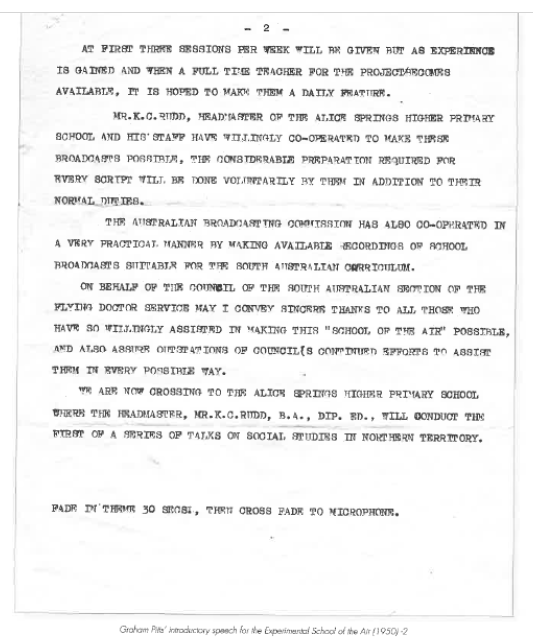 - 2 -
AT FIRST THREE SESSIONS PER WEEK WILL BE GIVEN BUT AS EXPERIENCE
IS GAINED AND WHEN A FULL TIME TEACHER FOR THE PROJECT/BECOMES
AVAILABLE, IT IS HOPED TO MAKE THEM A DAILY FEATURE.
MR.K.C.RUDD, HEADMASTER OF THE ALICE SPRINGS HIGHER PRIMARY
SCHOOL AND HIS STAFF HAVE WILLINGLY CO-OPERATED TO MAKE THESE
BROADCASTS POSSIBLE, THE CONSIDERABLE PREPARATION REQUIRED FOR
EVERY SCRIPT WILL BE DONE VOLUNTARILY BY THEM IN ADDITION TO THEIR
NORMAL DUTIES.
THE AUSTRALIAN BROADCASTING COMMISSION HAS ALSO CO-OPERATED IN
A VERY PRACTICAL MANNER BY MAKING AVAILABLE RECORDINGS OF SCHOOL
BROADCASTS SUITABLE FOR THE SOUTH AUSTRALIAN CURRICULUM.
ON BEHALF OF THE COUNCIL OF THE SOUTH AUSTRALIAN SECTION OF THE
FLYING DOCTOR SERVICE MAY I CONVEY SINCERE THANKS TO ALL THOSE WHO
HAVE SO WILLINGLY ASSISTED IN MAKING THIS "SCHOOL OF THE AIR" POSSIBLE,
AND ALSO ASSURE OUTSTATIONS OF COUNCIL{S CONTINUED EFFORTS TO ASSIST
THEM IN EVERY POSSIBLE WAY.
WE ARE NOW CROSSING TO THE ALICE SPRINGS HIGHER PRIMARY SCHOOL
WHERE THE HEADMASTER, MR.K.C.RUDD, B.A., DIP. ED., WILL CONDUCT THE
FIRST OF A SERIES OF TALKS ON SOCIAL STUDIES IN NORTHERN TERRITORY.
FADE IN THEME 30 SECS1, THEN CROSS FADE TO MICROPHONE.
Graham Pitts' introductory speech for the Experimental School of the Air (1950) -2